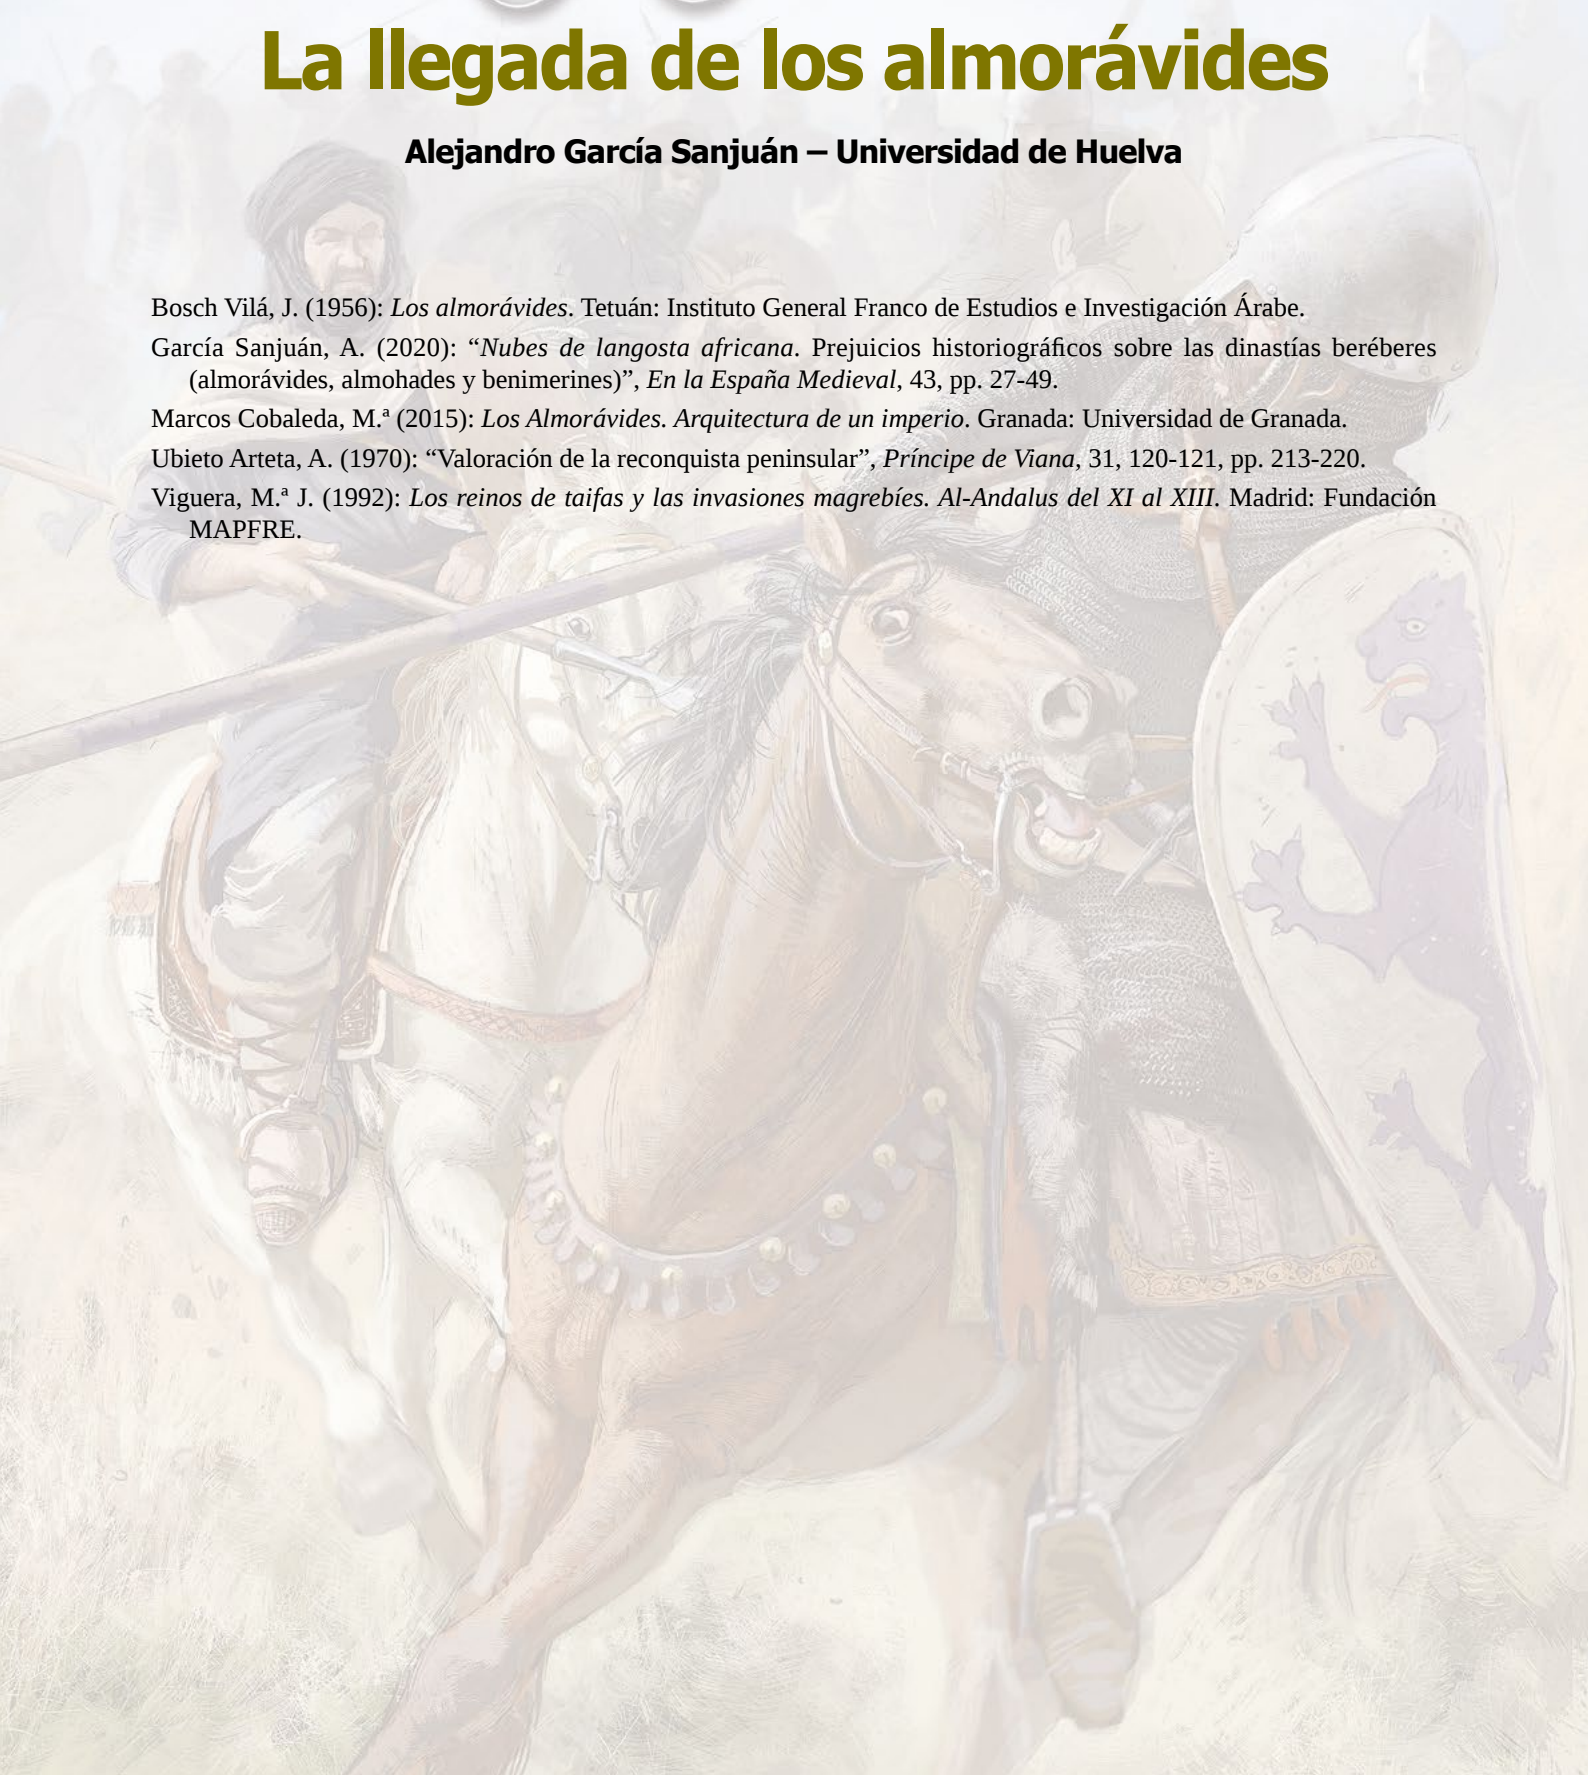 La llegada de los almorávides
Alejandro García Sanjuán – Universidad de Huelva
Bosch Vilá, J. (1956): Los almorávides. Tetuán: Instituto General Franco de Estudios e Investigación Árabe.
García Sanjuán, A. (2020): “Nubes de langosta africana. Prejuicios historiográficos sobre las dinastías beréberes
(almorávides, almohades y benimerines)”, En la España Medieval, 43, pp. 27-49.
Marcos Cobaleda, M.ª (2015): Los Almorávides. Arquitectura de un imperio. Granada: Universidad de Granada.
Ubieto Arteta, A. (1970): “Valoración de la reconquista peninsular”, Príncipe de Viana, 31, 120-121, pp. 213-220.
Viguera, M.ª J. (1992): Los reinos de taifas y las invasiones magrebíes. Al-Andalus del XI al XIII. Madrid: Fundación
MAPFRE.